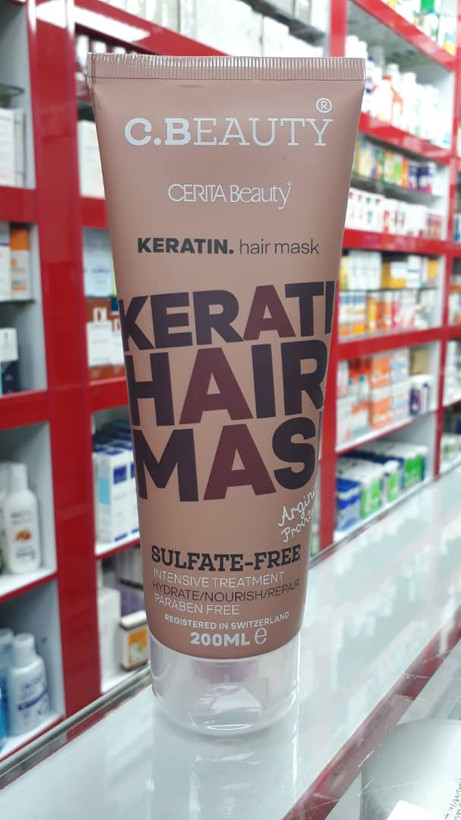 C.BEAUTY®
CERITA Beauty
KERATIN. hair mask
KERATI
HAIR
MAS
SULFATE-FREE
INTENSIVE TREATMENT
HYDRATE/NOURISH/REPAIR
PARABEN FREE
REGISTERED IN SWITZERLAND
200ML ℮